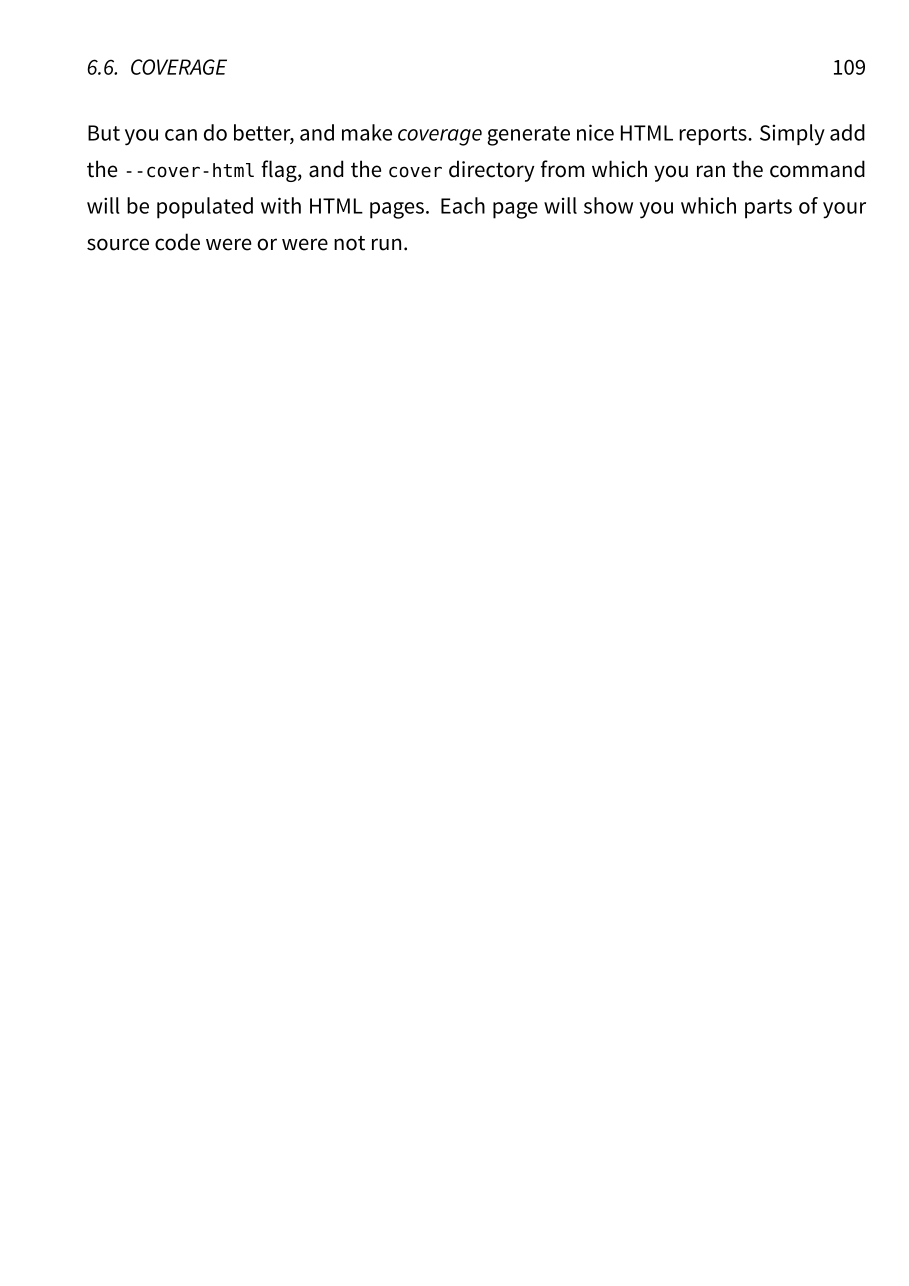 6.6. COVERAGE 109
But you can do better, and make coverage generate nice HTML reports. Simply add
the --cover-html flag, and the cover directory from which you ran the command
will be populated with HTML pages. Each page will show you which parts of your
source code were or were not run.